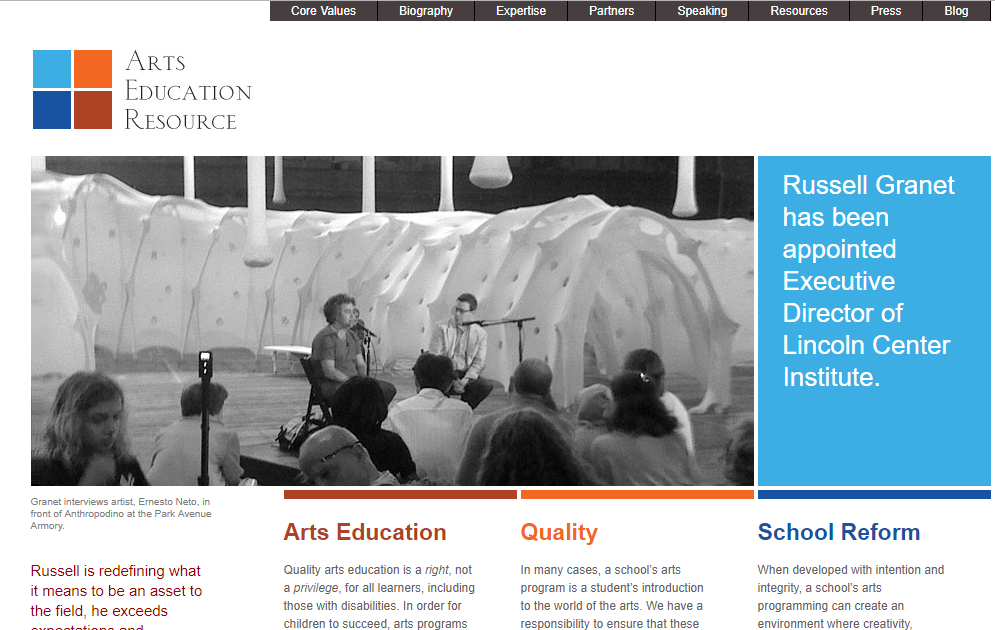 Core Values Biography Expertise Partners Speaking Resources Press Blog
Arts
Education
Resource
Russell Granet
has been
appointed
Executive
Director of
Lincoln Center
Institute.
Granet interviews artist, Ernesto Neto, in
front of Anthropodino at the Park Avenue
Armory.
Russell is redefining what
it means to be an asset to
the field, he exceeds
expectations and
Arts Education
Quality arts education is a right, not
a privilege, for all learners, including
those with disabilities. In order for
children to succeed, arts programs
Quality
In many cases, a school’s arts
program is a student’s introduction
to the world of the arts. We have a
responsibility to ensure that these
School Reform
When developed with intention and
integrity, a school’s arts
programming can create an
environment where creativity,